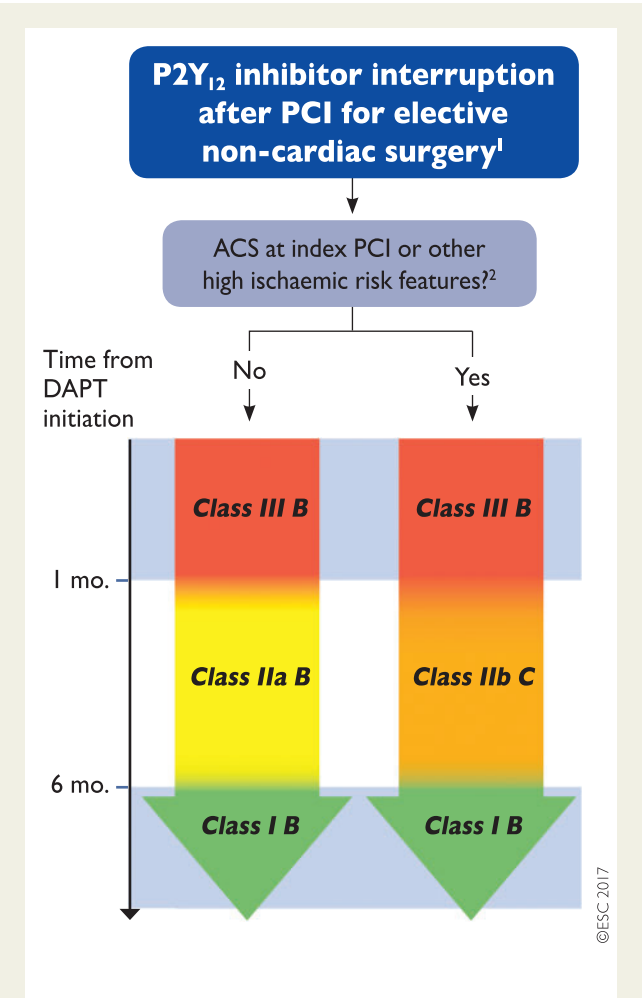 P2Y₁₂ inhibitor interruption
after PCI for elective
non-cardiac surgery¹
ACS at index PCI or other
high ischaemic risk features?²
Time from
DAPT
initiation
No
Yes
Class III B
Class III B
1 mo.
Class IIa B
Class IIb C
6 mo.
Class I B
Class I B
©ESC 2017